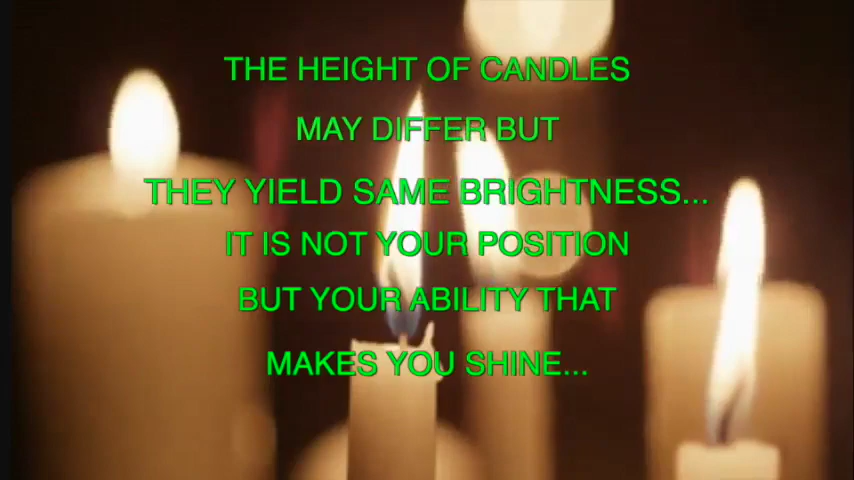 THE HEIGHT OF CANDLES
MAY DIFFER BUT
THEY YIELD SAME BRIGHTNESS...
IT IS NOT YOUR POSITION
BUT YOUR ABILITY THAT
MAKES YOU SHINE...